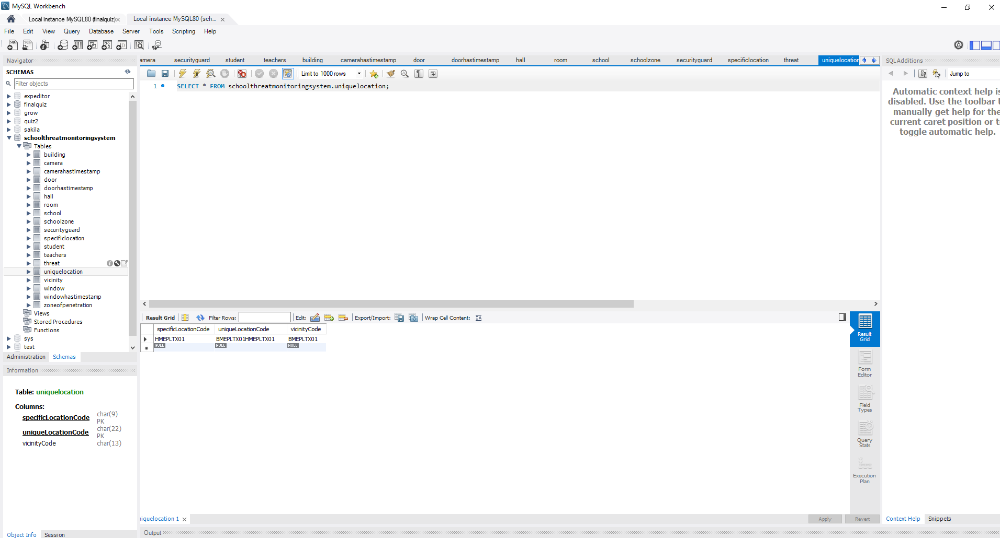 MySQL Workbench
Local instance MySQL80 (finalquiz)
Local instance MySQL80 (sch...
File Edit View Query Database Server Tools Scripting Help
Navigator
SCHEMAS
Filter objects
expeditor
finalquiz
grow
quiz2
sakila
schoolthreatmonitoringsystem
Tables
building
camera
camerahastimestamp
door
doorhastimestamp
hall
room
school
schoolzone
securityguard
specificlocation
student
teachers
threat
uniquelocation
vicinity
window
windowhastimestamp
zoneofpenetration
Views
Stored Procedures
Functions
sys
test
Administration Schemas
Information
Table: uniquelocation
Columns:
specificLocationCode char(9) PK
uniqueLocationCode char(22) PK
vicinityCode char(13)
Object Info Session
amera securityguard student teachers building camerahastimestamp door doorhastimestamp hall room school schoolzone securityguard specificlocation threat uniquelocation
Limit to 1000 rows
1 SELECT * FROM schoolthreatmonitoringsystem.uniquelocation;
Result Grid Filter Rows: Edit: Export/Import: Wrap Cell Content:
specificLocationCode uniqueLocationCode vicinityCode
HMEPLTX01 BMEPLTX01HMEPLTX01 BMEPLTX01
NULL NULL NULL
Result Grid
Form Editor
Field Types
Query Stats
Execution Plan
niquelocation 1
Apply Revert
Output
SQLAdditions
Jump to
Automatic context help is
disabled. Use the toolbar t
manually get help for the
current caret position or to
toggle automatic help.
Context Help Snippets